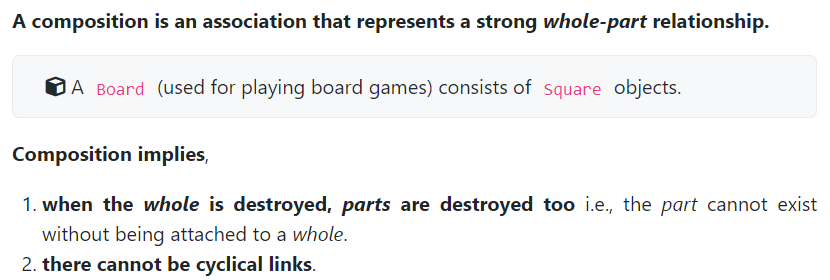 A composition is an association that represents a strong whole-part relationship.
A Board (used for playing board games) consists of Square objects.
Composition implies,
1. when the whole is destroyed, parts are destroyed too i.e., the part cannot exist
without being attached to a whole.
2. there cannot be cyclical links.